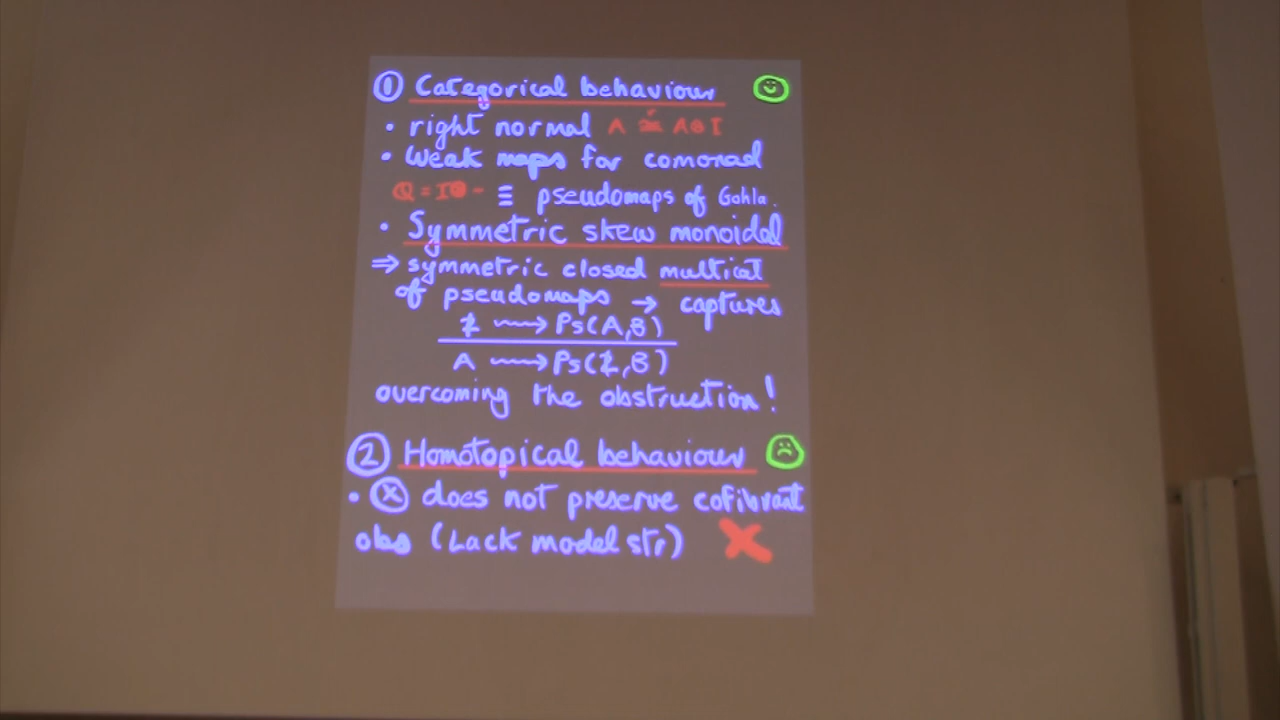 ① Categorical behaviour
• right normal A ≅ A⊗I
• Weak maps for comonad
Q = I⊗- ≡ pseudomaps of Gohla.
• Symmetric skew monoidal
⇒ symmetric closed multicat
of pseudomaps → captures
⇝ Ps(A,B)
A ⇝ Ps( ,B)
overcoming the obstruction!
② Homotopical behaviour
• ⊗ does not preserve cofibrant
obs (Lack model str) ✗